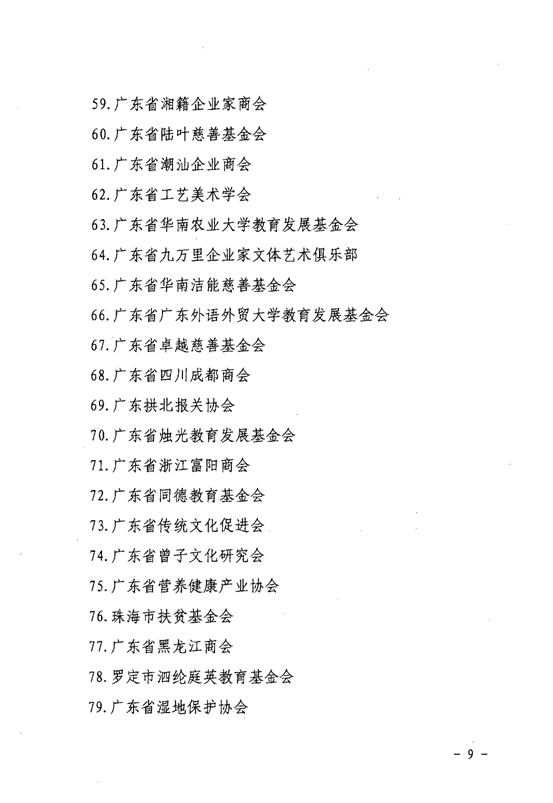 59.广东省湘籍企业家商会
60.广东省陆叶慈善基金会
61.广东省潮汕企业商会
62.广东省工艺美术学会
63.广东省华南农业大学教育发展基金会
64.广东省九万里企业家文体艺术俱乐部
65.广东省华南洁能慈善基金会
66.广东省广东外语外贸大学教育发展基金会
67.广东省卓越慈善基金会
68.广东省四川成都商会
69.广东拱北报关协会
70.广东省烛光教育发展基金会
71.广东省浙江富阳商会
72.广东省同德教育基金会
73.广东省传统文化促进会
74.广东省曾子文化研究会
75.广东省营养健康产业协会
76.珠海市扶贫基金会
77.广东省黑龙江商会
78.罗定市泗纶庭英教育基金会
79.广东省湿地保护协会
- 9 -